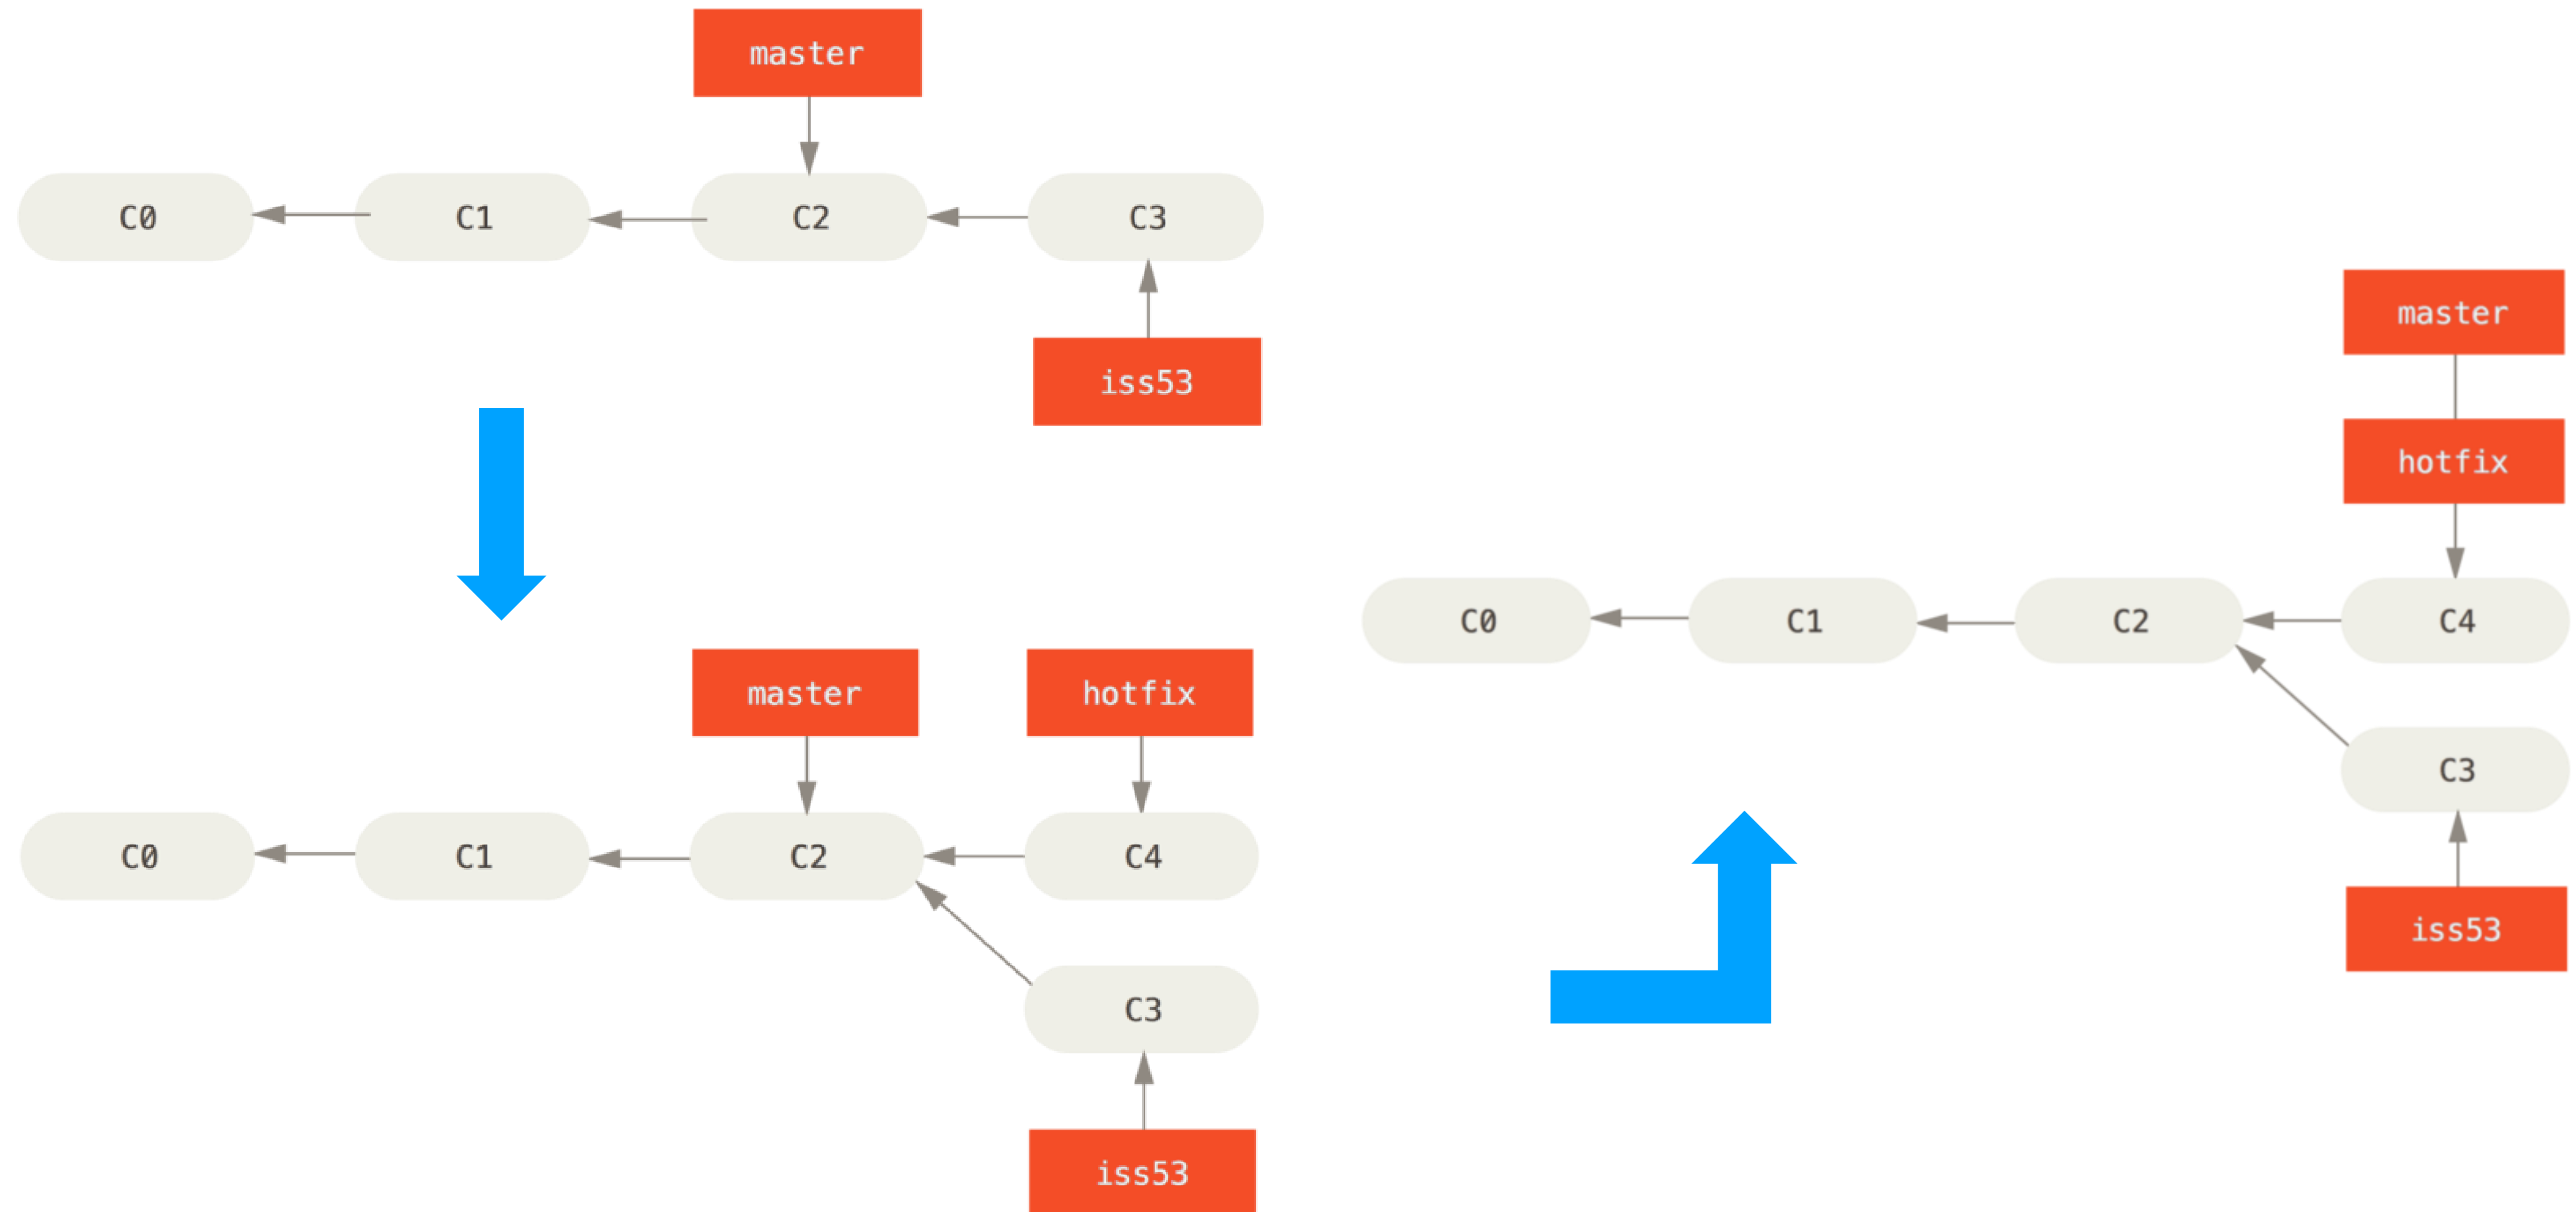 master
C0 C1 C2 C3
iss53
master hotfix
C0 C1 C2 C4
C3
iss53
master
hotfix
C0 C1 C2 C4
C3
iss53